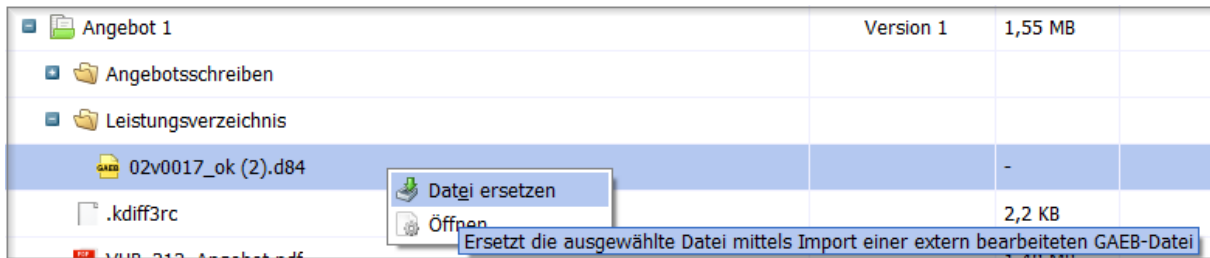 Angebot 1 Version 1 1,55 MB
Angebotsschreiben
Leistungsverzeichnis
GAEB 02v0017_ok (2).d84 -
Datei ersetzen
.kdiff3rc 2,2 KB
Öffnen
Ersetzt die ausgewählte Datei mittels Import einer extern bearbeiteten GAEB-Datei